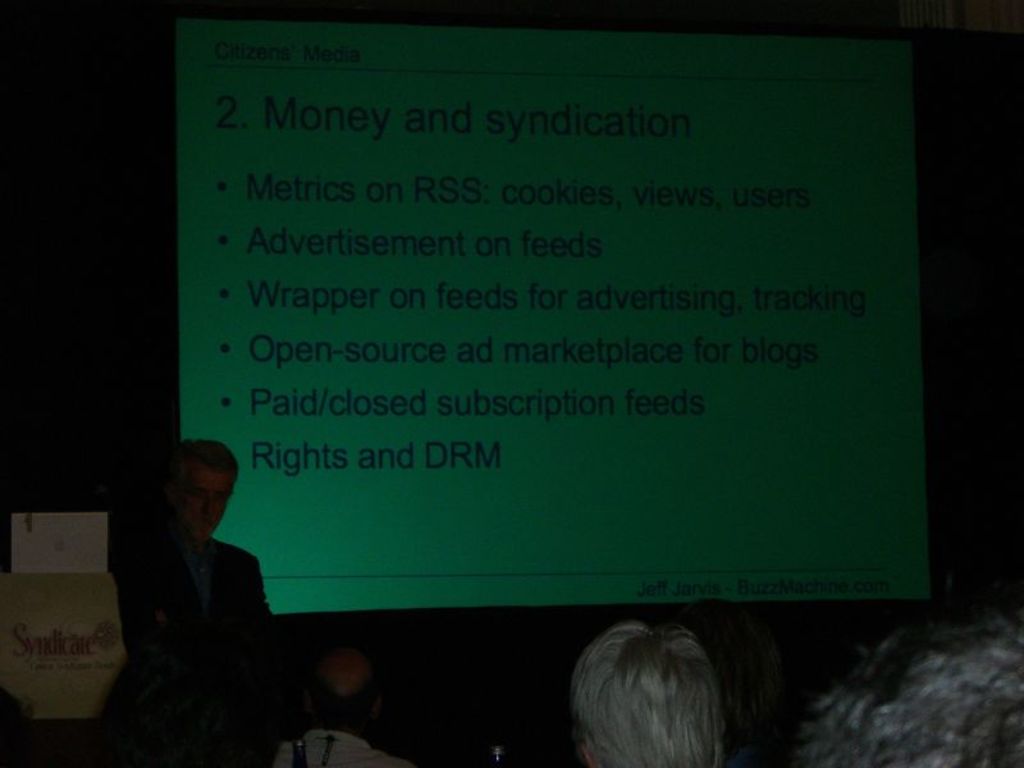 Citizens' Media
2. Money and syndication
• Metrics on RSS: cookies, views, users
• Advertisement on feeds
• Wrapper on feeds for advertising, tracking
• Open-source ad marketplace for blogs
• Paid/closed subscription feeds
Rights and DRM
Jeff Jarvis - BuzzMachine.com
Syndicate